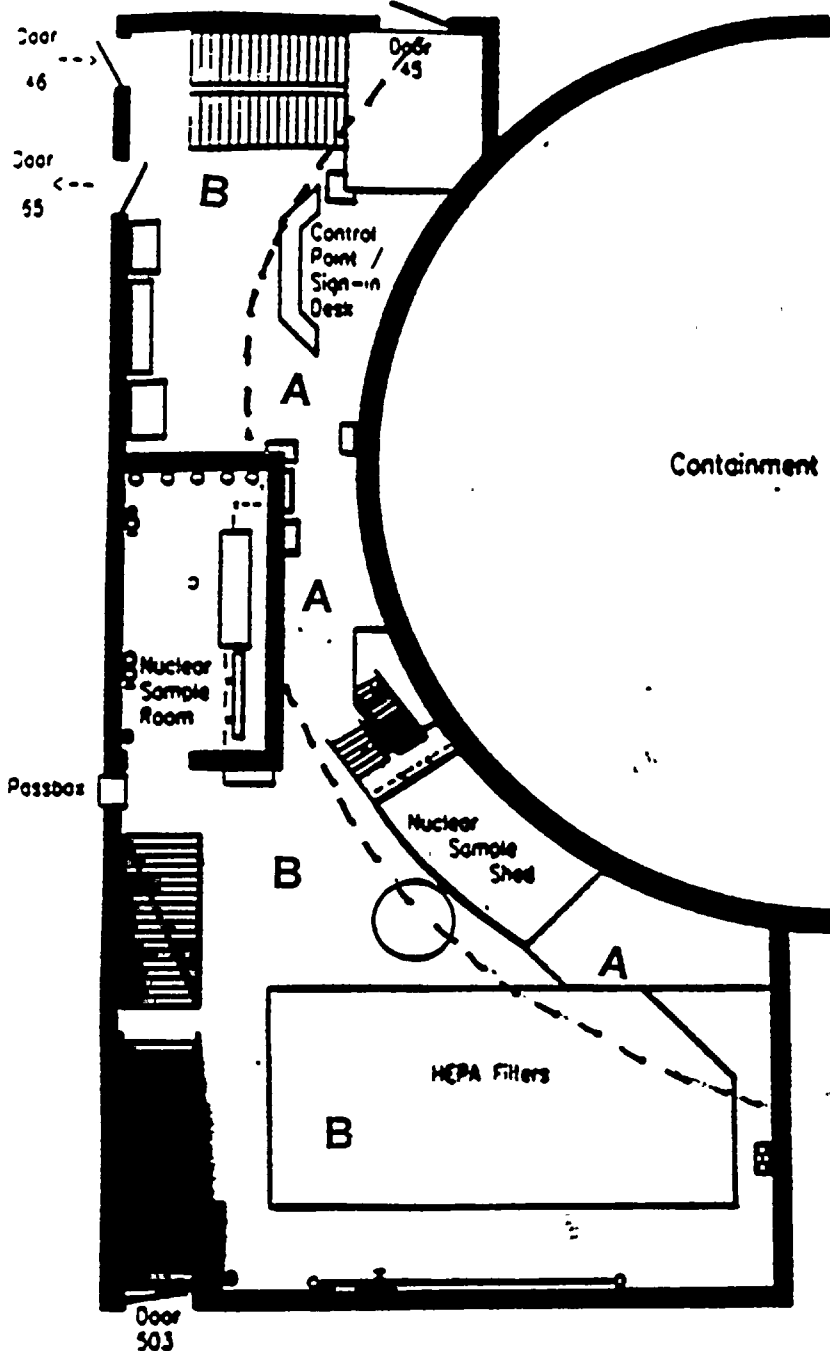 Door
46
Door
45
Door
55
B
Control
Point /
Sign-in
Desk
A
Containment
A
Nuclear
Sample
Room
Passbox
Nuclear
Sample
Shed
B
A
HEPA Filters
B
Door
503